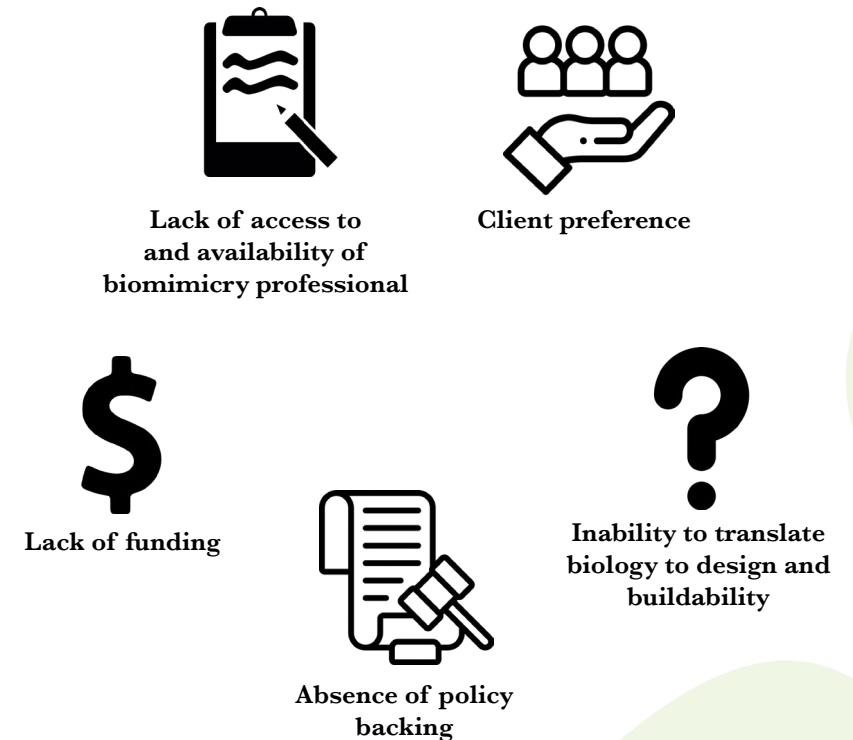 Lack of access to
and availability of
biomimicry professional
Client preference
Lack of funding
Inability to translate
biology to design and
buildability
Absence of policy
backing